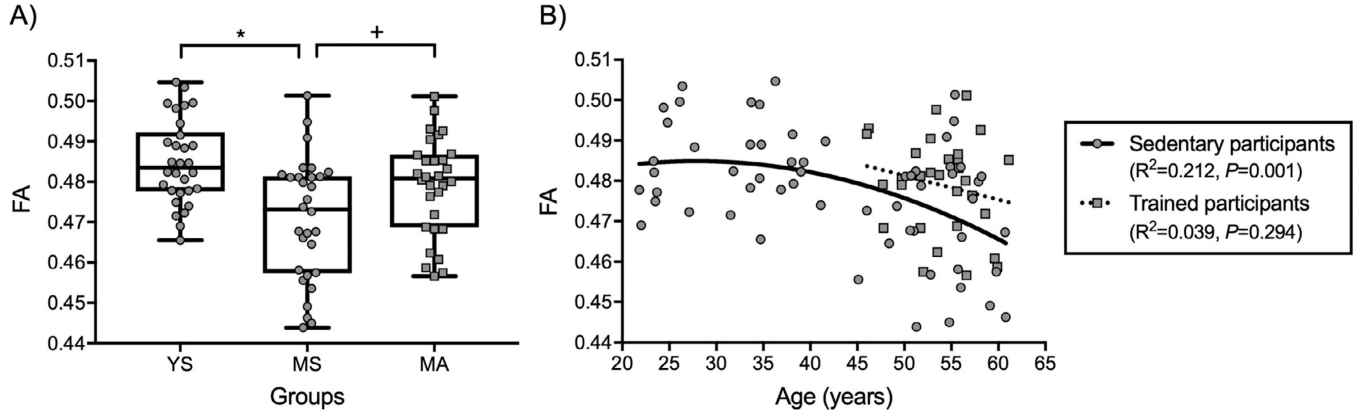 A)
*
+
FA
0.51
0.50
0.49
0.48
0.47
0.46
0.45
0.44
YS MS MA
Groups
B)
FA
0.51
0.50
0.49
0.48
0.47
0.46
0.45
0.44
20 25 30 35 40 45 50 55 60 65
Age (years)
Sedentary participants
(R²=0.212, P=0.001)
Trained participants
(R²=0.039, P=0.294)